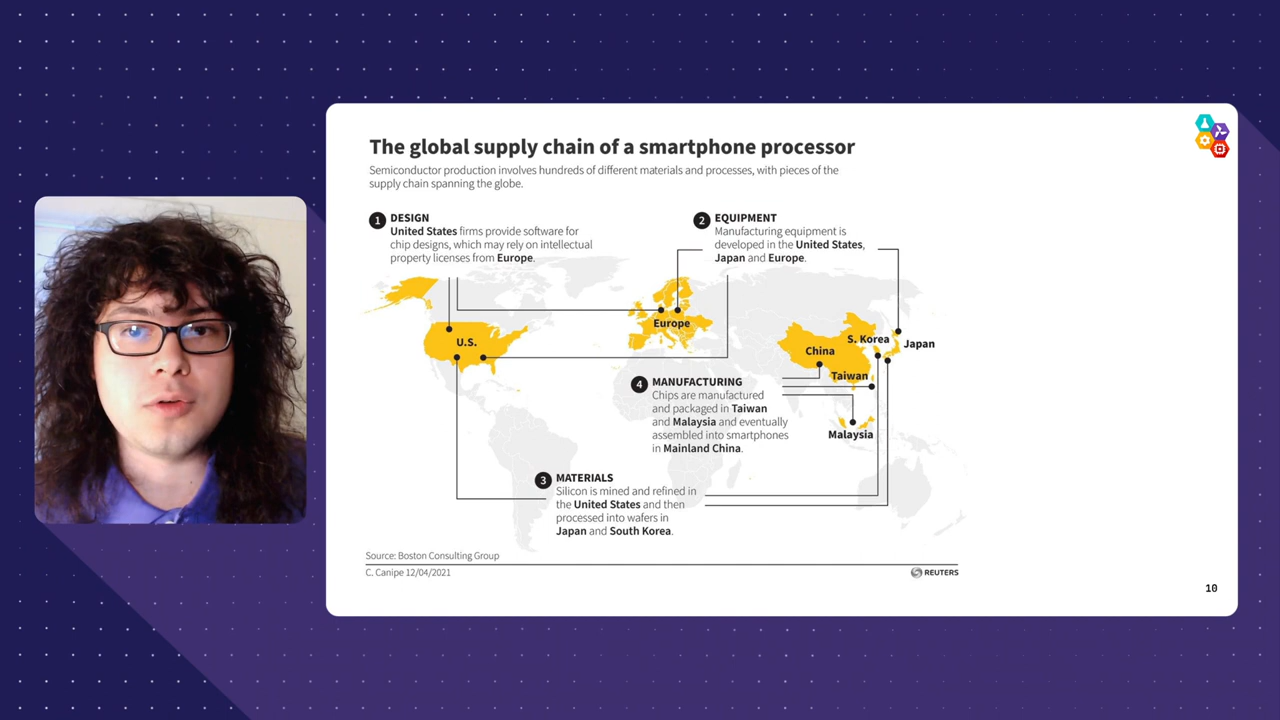 The global supply chain of a smartphone processor
Semiconductor production involves hundreds of different materials and processes, with pieces of the
supply chain spanning the globe.
1 DESIGN
United States firms provide software for
chip designs, which may rely on intellectual
property licenses from Europe.
2 EQUIPMENT
Manufacturing equipment is
developed in the United States,
Japan and Europe.
U.S.
Europe
China
S. Korea
Japan
Taiwan
Malaysia
4 MANUFACTURING
Chips are manufactured
and packaged in Taiwan
and Malaysia and eventually
assembled into smartphones
in Mainland China.
3 MATERIALS
Silicon is mined and refined in
the United States and then
processed into wafers in
Japan and South Korea.
Source: Boston Consulting Group
C. Canipe 12/04/2021
REUTERS
10